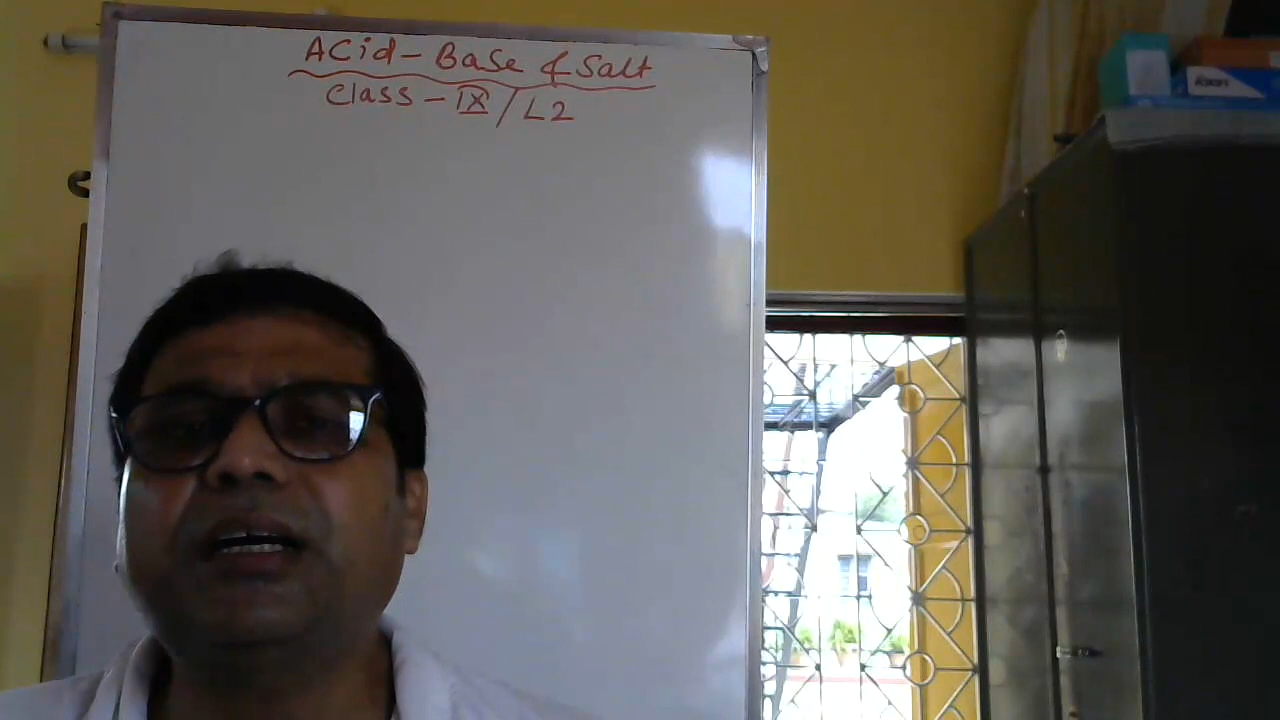 Acid - Base & Salt
Class - IX / L2